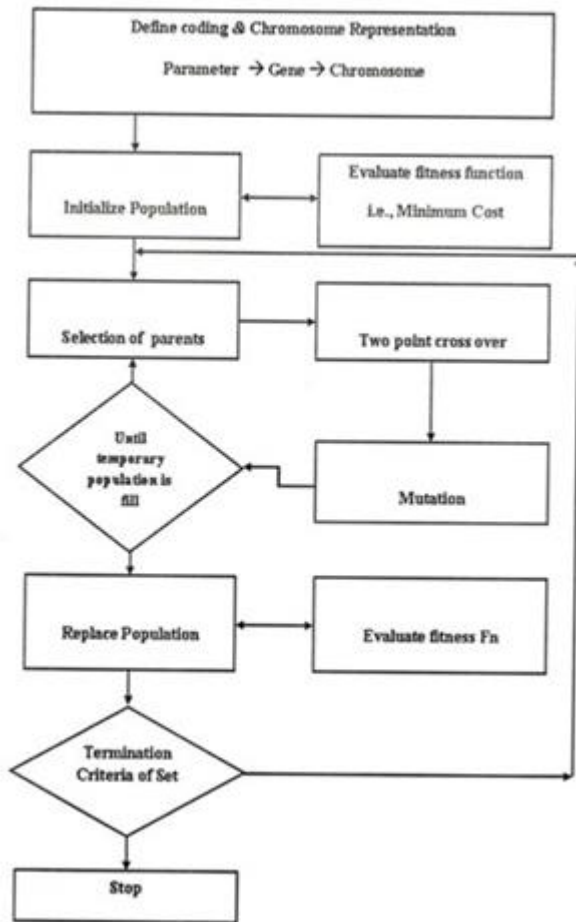 Define coding & Chromosome Representation
Parameter → Gene → Chromosome
Initialize Population
Evaluate fitness function
i.e., Minimum Cost
Selection of parents
Two point cross over
Until
temporary
population is
fill
Mutation
Replace Population
Evaluate fitness Fn
Termination
Criteria of Set
Stop